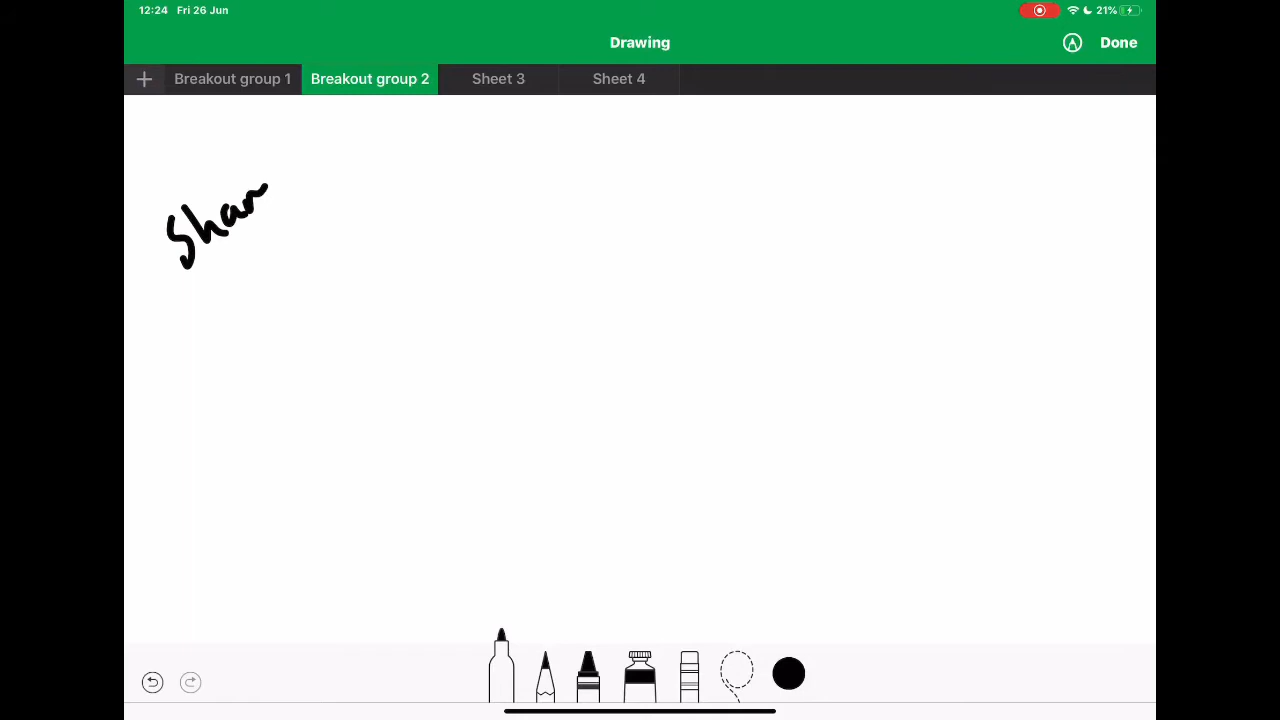 12:24 Fri 26 Jun 21%
Drawing
Done
Breakout group 1 Breakout group 2 Sheet 3 Sheet 4
Shar